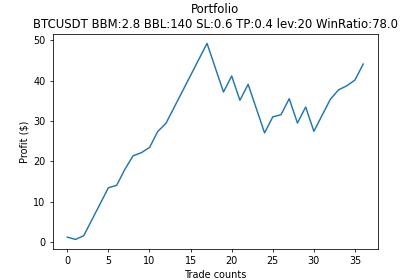 Portfolio
BTCUSDT BBM:2.8 BBL:140 SL:0.6 TP:0.4 lev:20 WinRatio:78.0
50
40
30
20
10
0
Profit ($)
0 5 10 15 20 25 30 35
Trade counts